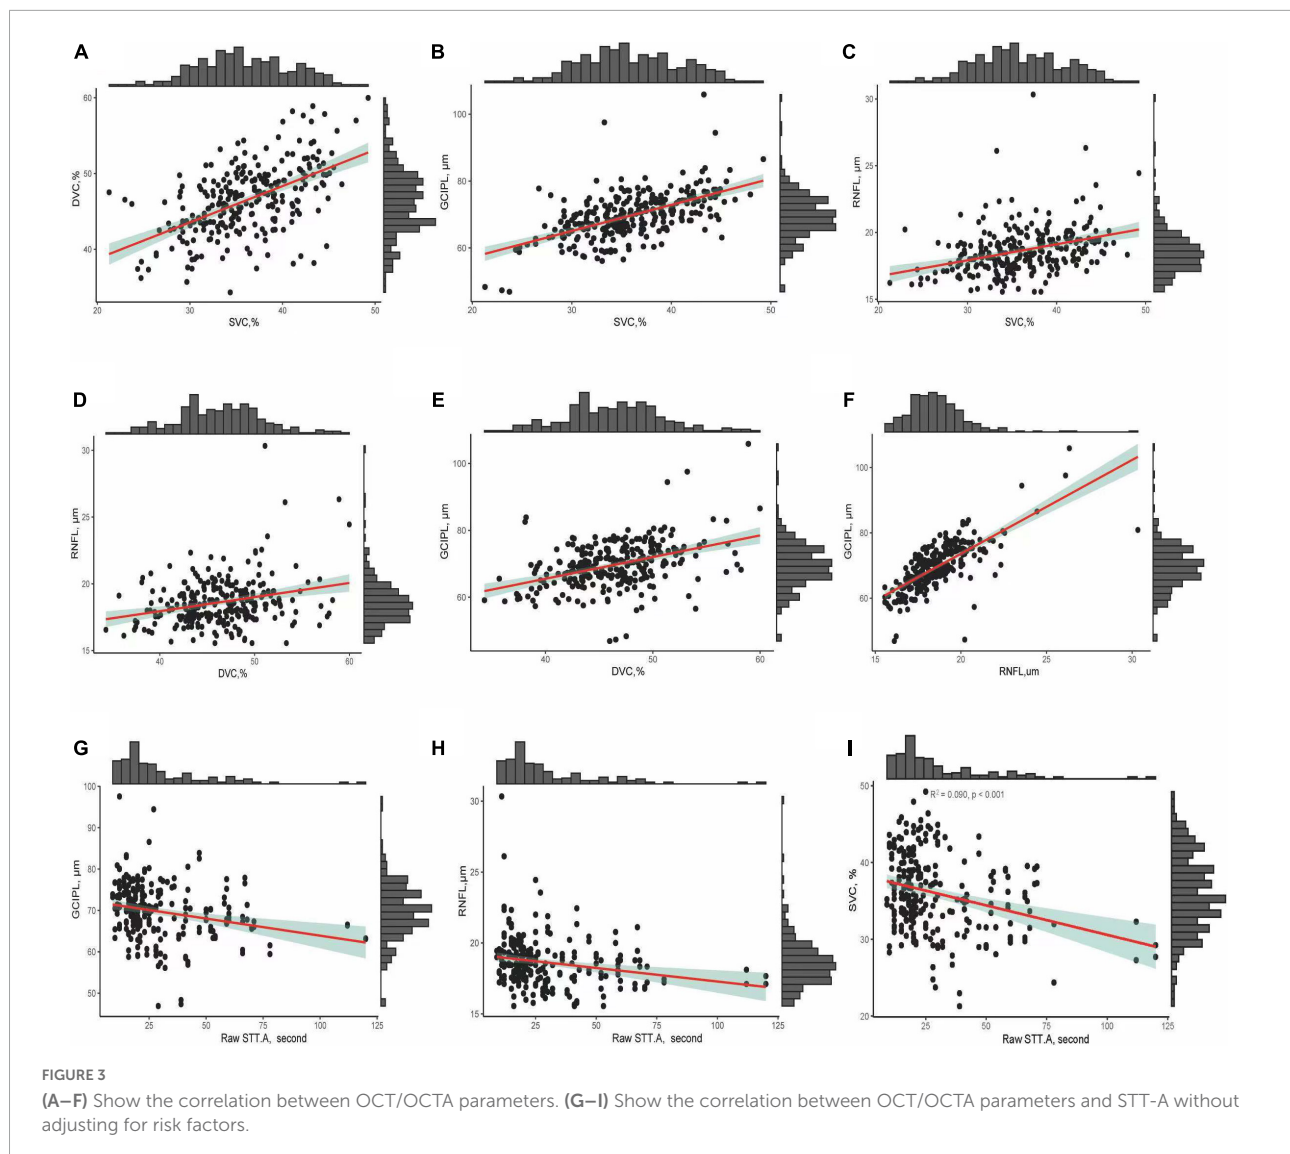 A
B
C
60
50
40
DVC,%
20
30
40
50
SVC,%
100
80
60
GCIPL, μm
30
40
50
SVC,%
30
25
20
15
RNFL, μm
20
30
40
50
SVC,%
D
E
F
30
25
20
15
RNFL, μm
40
50
60
DVC,%
100
80
60
GCIPL, μm
40
50
60
DVC,%
100
80
60
GCIPL, μm
15
20
25
30
RNFL,um
G
H
I
100
90
80
70
60
50
GCIPL, μm
25
50
75
100
125
Raw STT.A, second
30
25
20
15
RNFL,μm
25
50
75
100
125
Raw STT.A, second
R² = 0.090, p < 0.001
50
40
30
20
SVC, %
25
50
75
100
125
Raw STT.A, second
FIGURE 3
(A–F) Show the correlation between OCT/OCTA parameters. (G–I) Show the correlation between OCT/OCTA parameters and STT-A without
adjusting for risk factors.